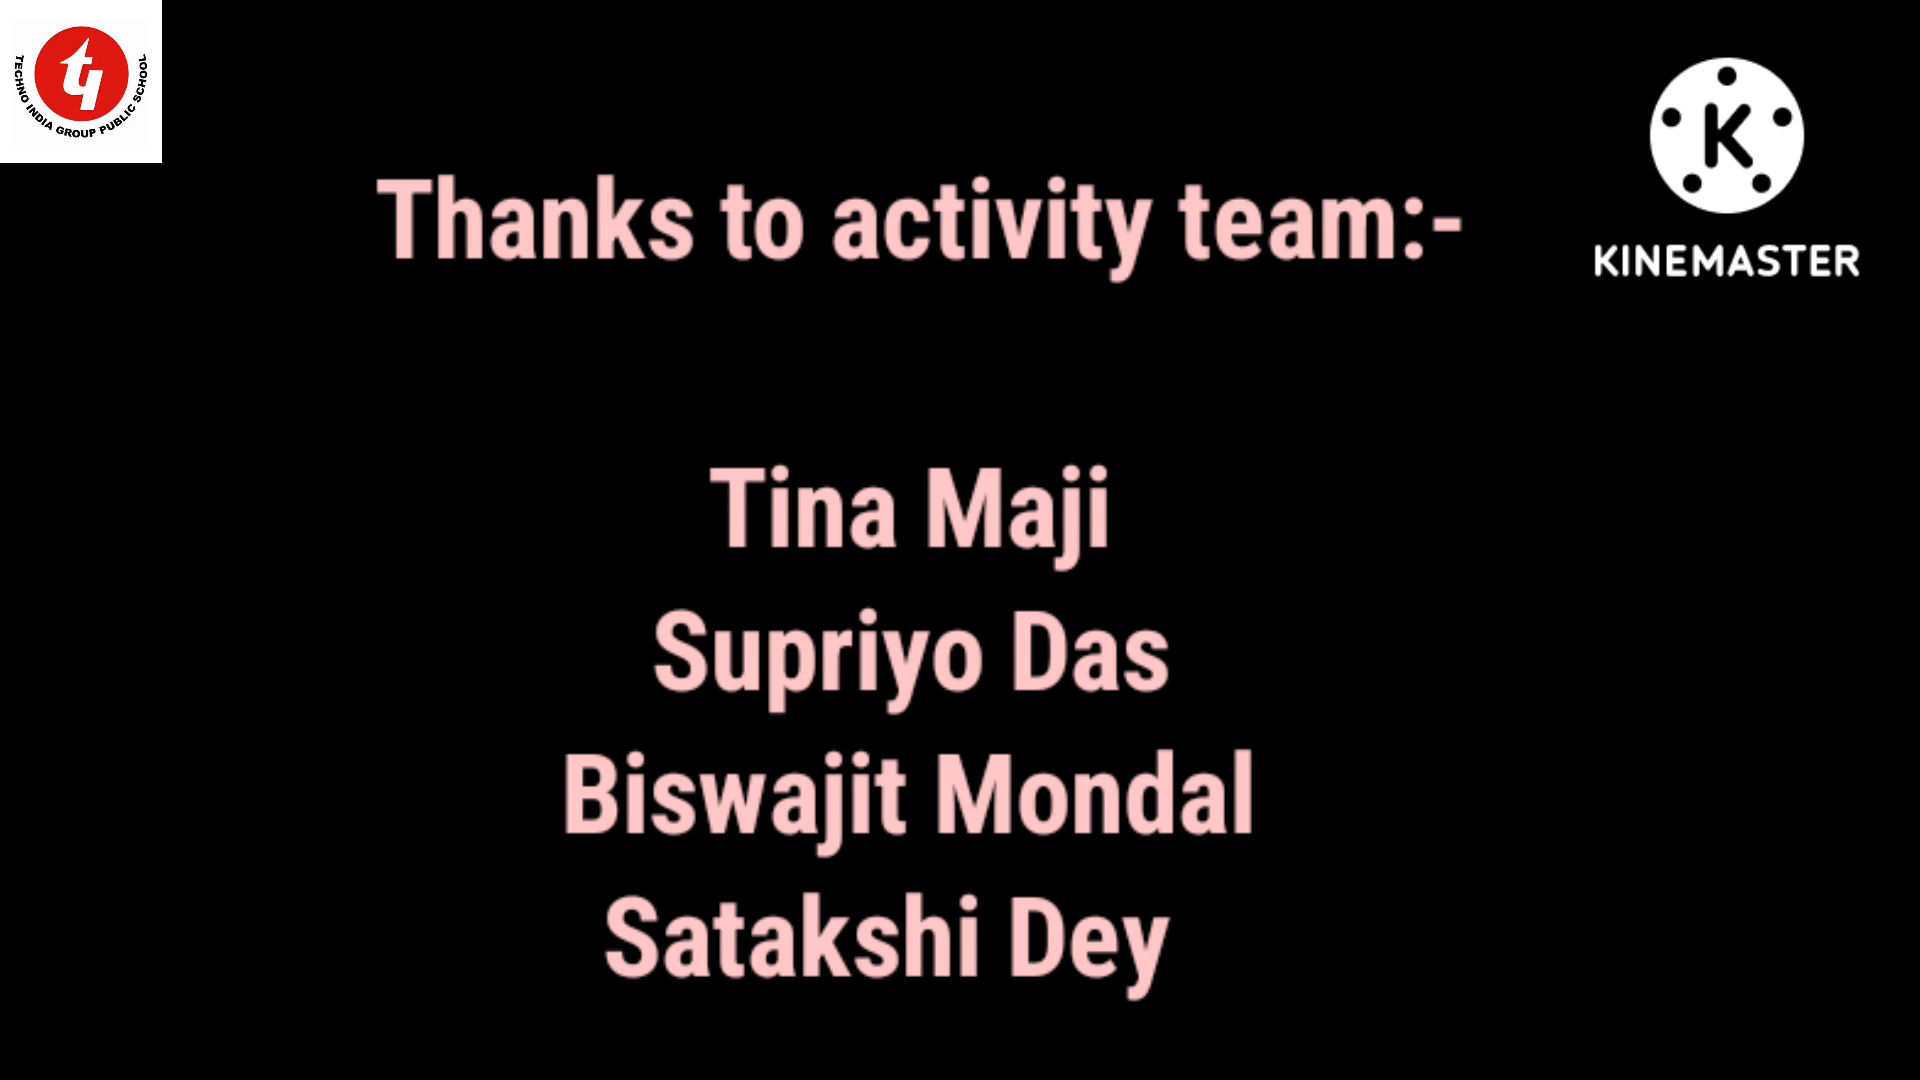 TECHNO INDIA GROUP PUBLIC SCHOOL
K
KINEMASTER
Thanks to activity team:-
Tina Maji
Supriyo Das
Biswajit Mondal
Satakshi Dey